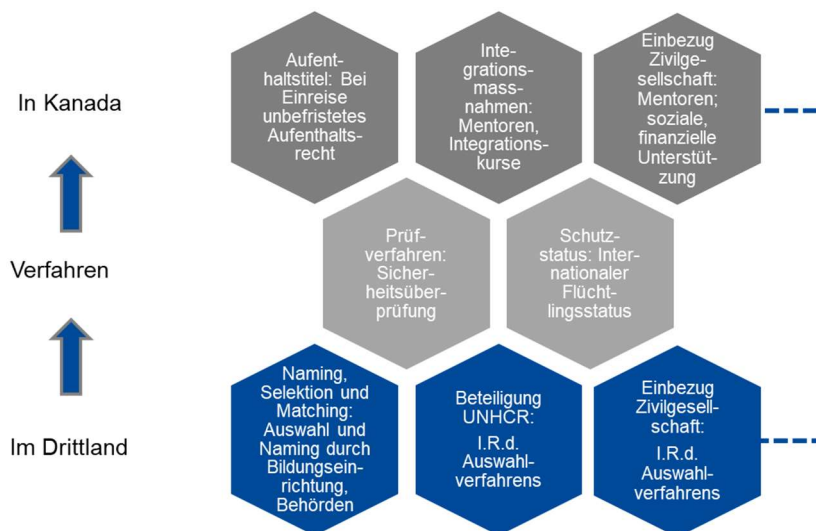 In Kanada
Aufent-
haltstitel: Bei
Einreise
unbefristetes
Aufenthalts-
recht
Inte-
grations-
mass-
nahmen:
Mentoren,
Integrations-
kurse
Einbezug
Zivilge-
sellschaft:
Mentoren;
soziale,
finanzielle
Unterstüt-
zung
Verfahren
Prüf-
verfahren:
Sicher-
heitsüber-
prüfung
Schutz-
status: Inter-
nationaler
Flücht-
lingsstatus
Im Drittland
Naming,
Selektion und
Matching:
Auswahl und
Naming durch
Bildungsein-
richtung,
Behörden
Beteiligung
UNHCR:
I.R.d.
Auswahl-
verfahrens
Einbezug
Zivilgesell-
schaft:
I.R.d.
Auswahl-
verfahrens